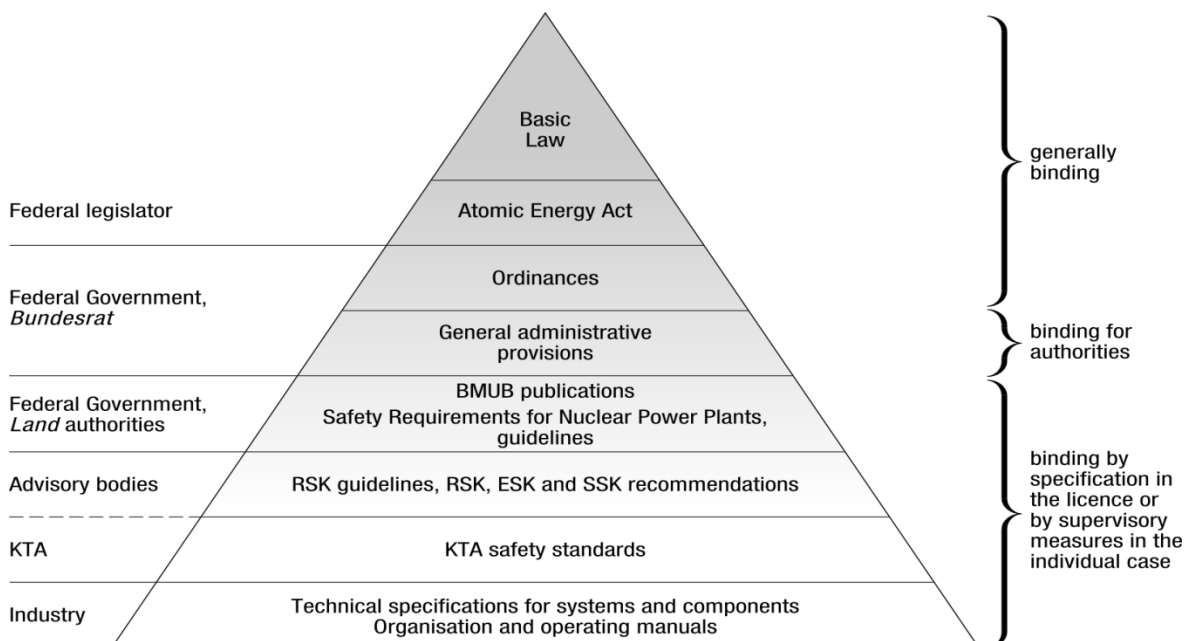 Basic
Law
generally
binding
Federal legislator
Atomic Energy Act
Federal Government,
Bundesrat
Ordinances
General administrative
provisions
binding for
authorities
Federal Government,
Land authorities
BMUB publications
Safety Requirements for Nuclear Power Plants,
guidelines
Advisory bodies
RSK guidelines, RSK, ESK and SSK recommendations
binding by
specification in
the licence or
by supervisory
measures in the
individual case
KTA
KTA safety standards
Industry
Technical specifications for systems and components
Organisation and operating manuals